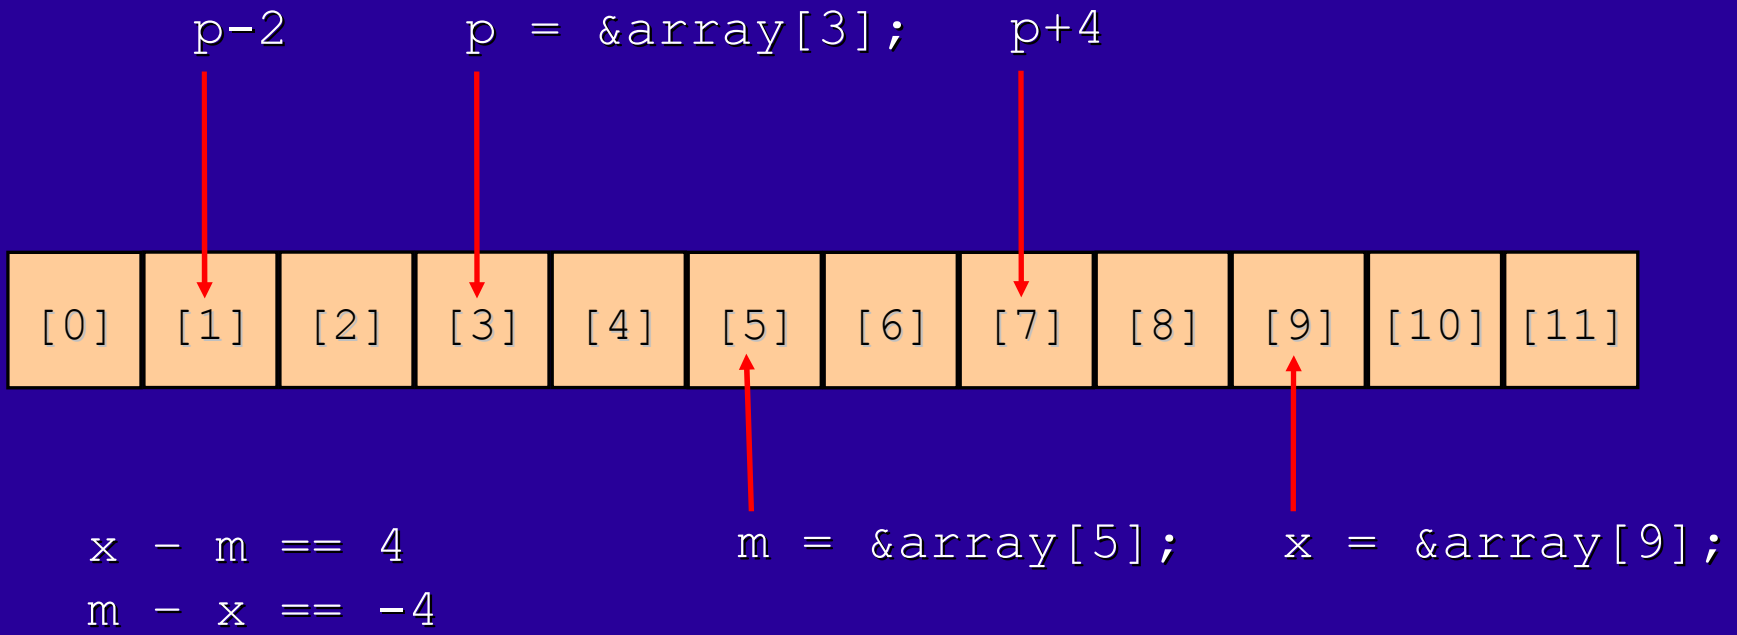 p-2 p = &array[3]; p+4
[0] [1] [2] [3] [4] [5] [6] [7] [8] [9] [10] [11]
x – m == 4 m = &array[5]; x = &array[9];
m – x == -4